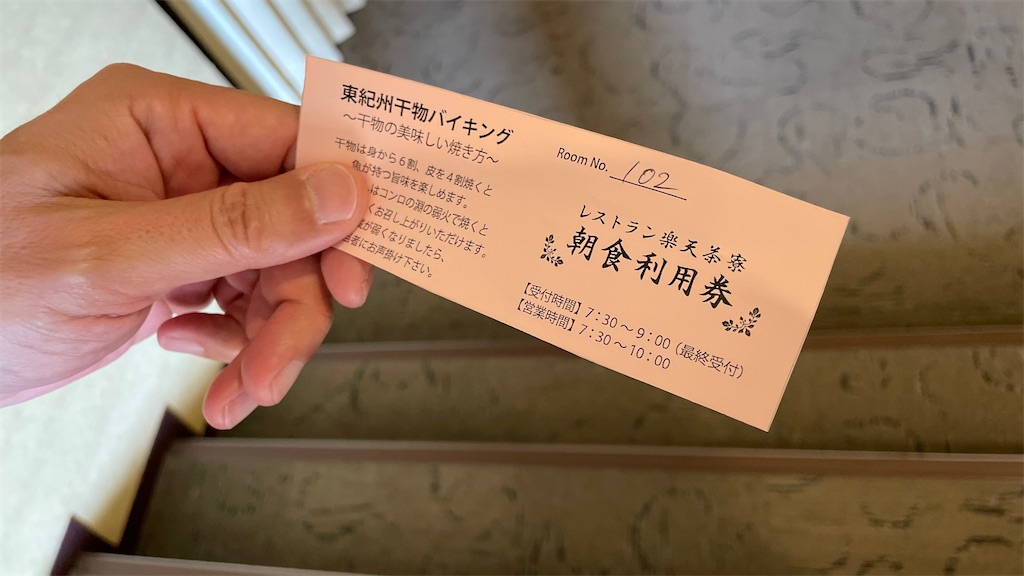 東紀州干物バイキング
～干物の美味しい焼き方～
干物は身から６割、皮を４割焼くと
魚が持つ旨味を楽しめます。
はコンロの淵の弱火で焼くと
くお召し上がりいただけます。
が弱くなりましたら、
者にお声掛け下さい。
Room No. 102
レストラン楽天茶寮
朝食利用券
【受付時間】７：３０～９：００（最終受付）
【営業時間】７：３０～１０：００